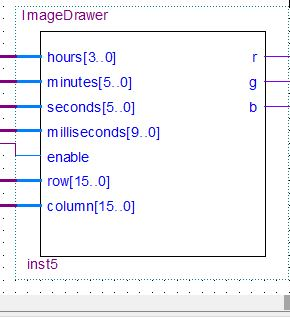 ImageDrawer
hours[3..0] r
minutes[5..0] g
seconds[5..0] b
milliseconds[9..0]
enable
row[15..0]
column[15..0]
inst5